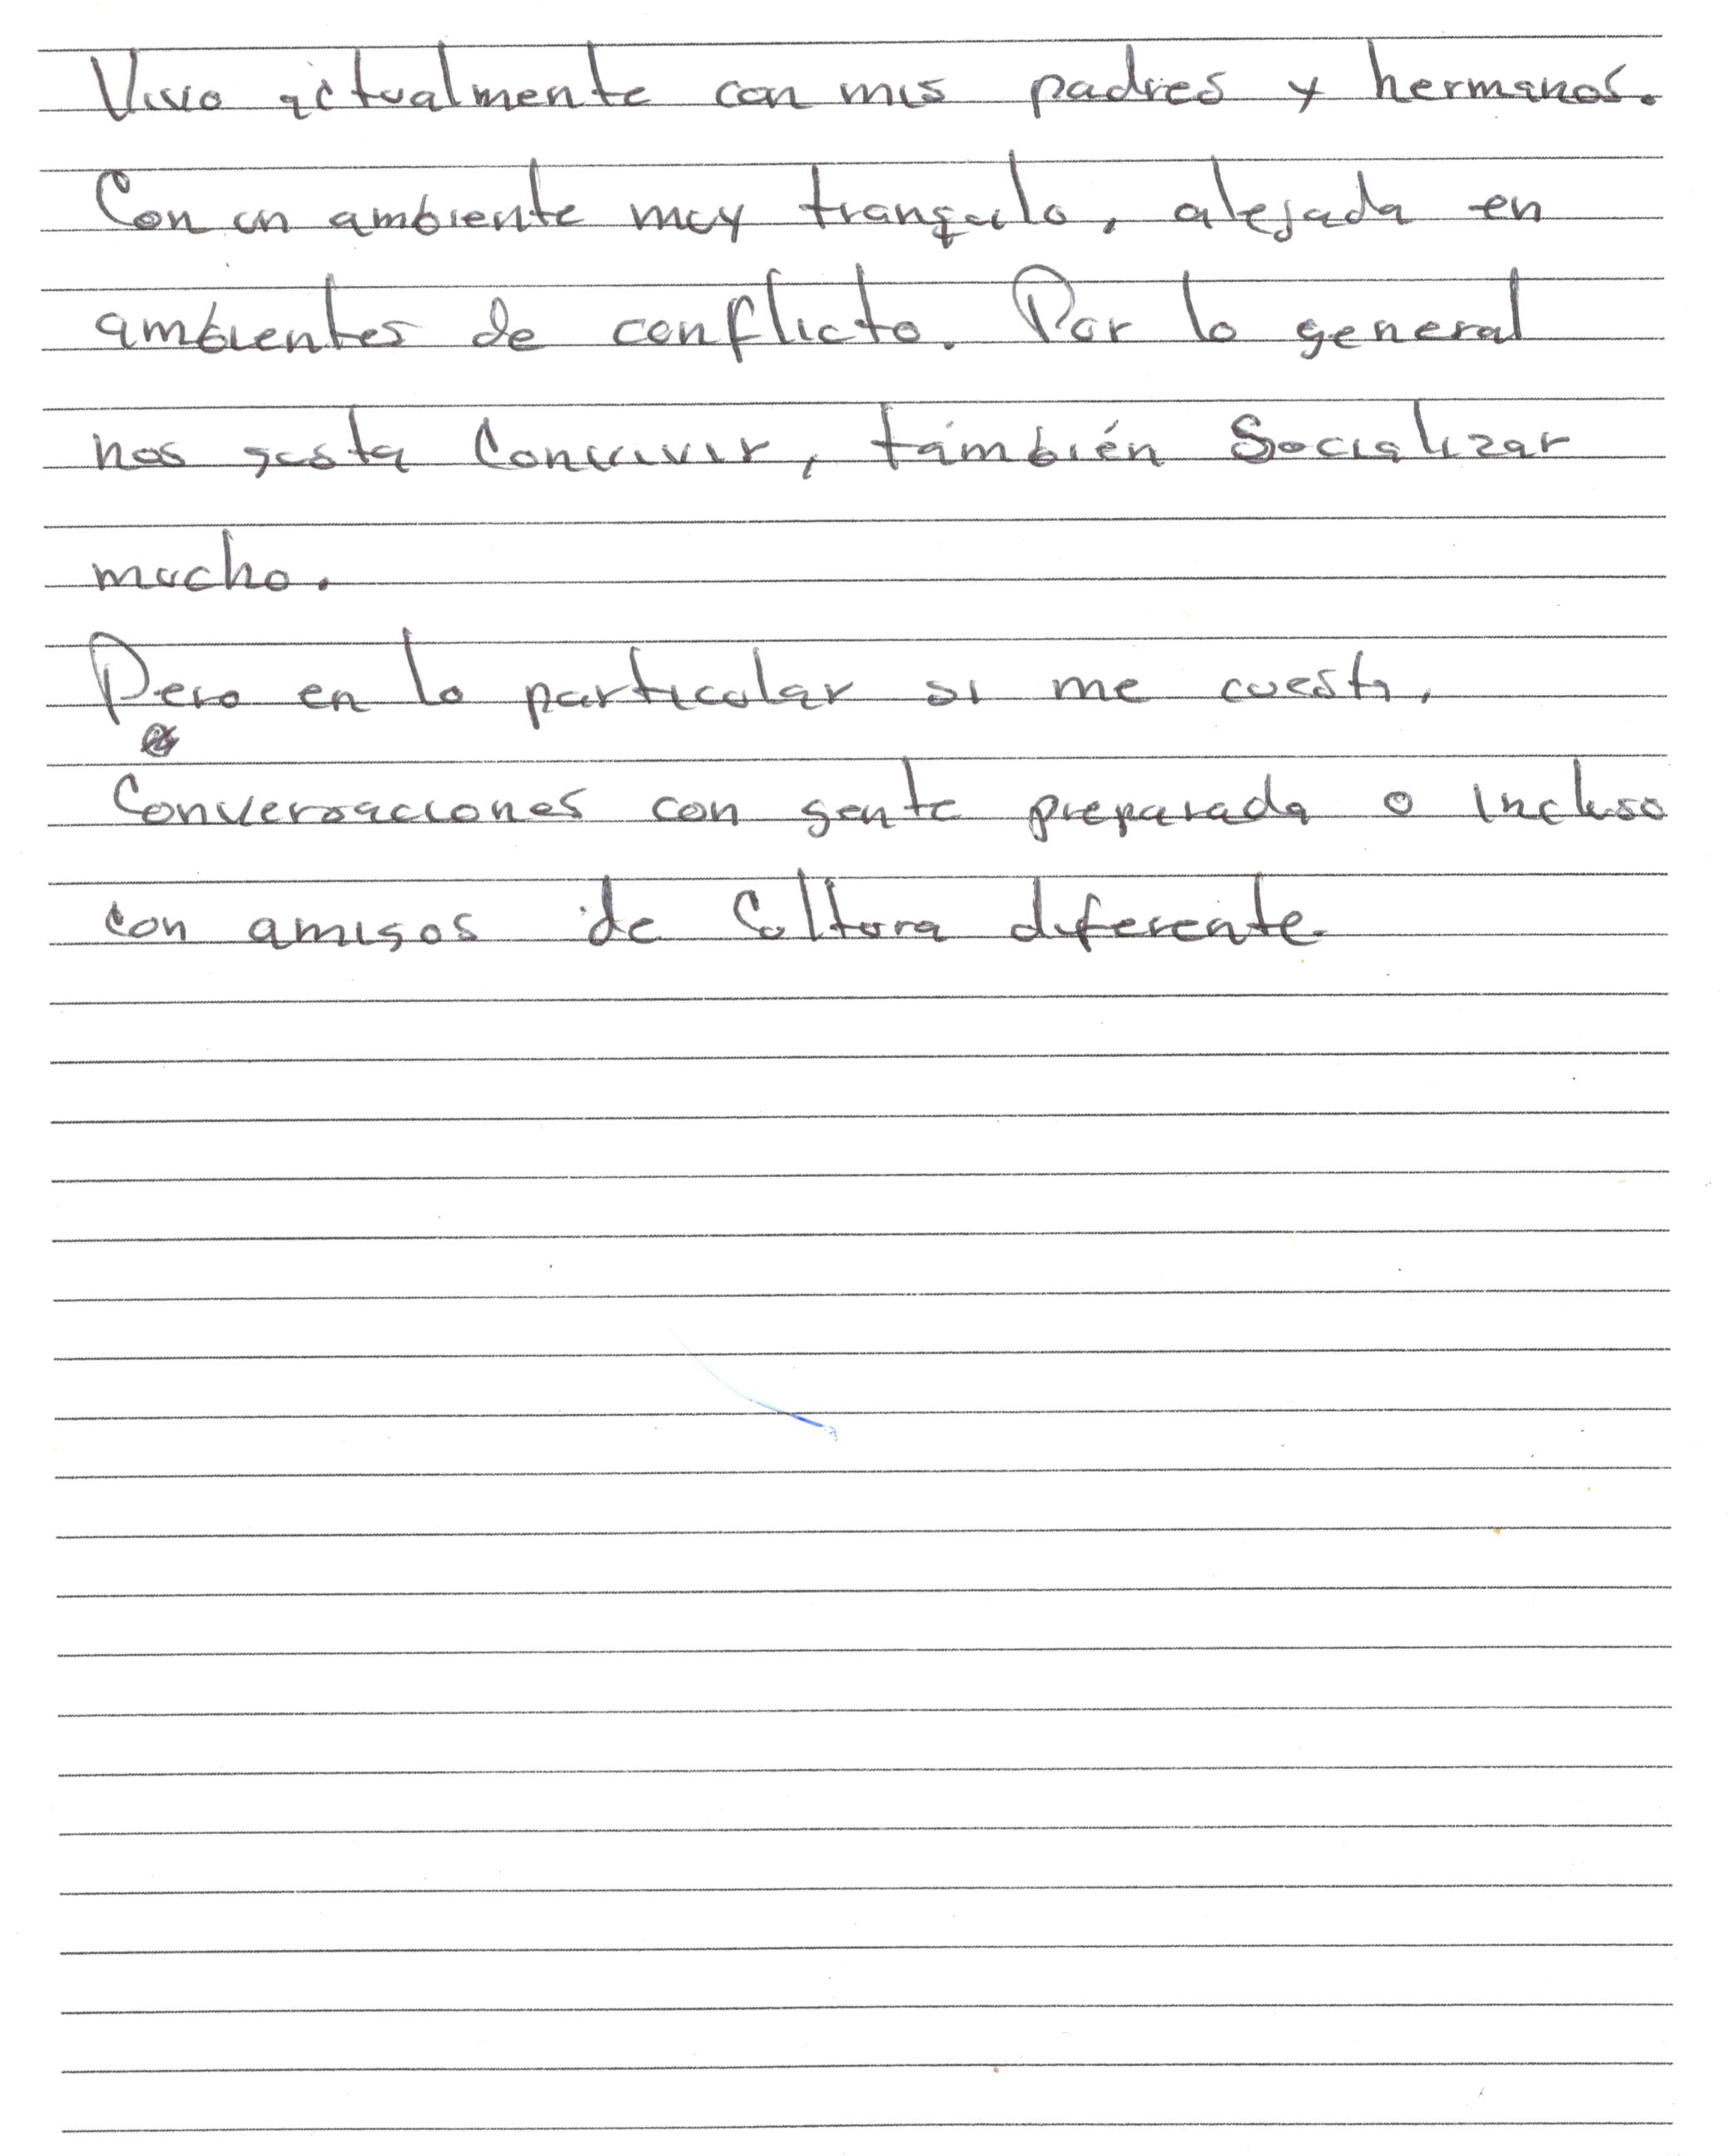 Vivo actualmente con mis padres y hermanos.
Con un ambiente muy tranquilo, alejada en
ambientes de conflicto. Por lo general
nos gusta Convivir, también Socializar
mucho.
Pero en lo particular si me cuesta,
Conversaciones con gente preparada o incluso
con amigos de Cultura diferente.